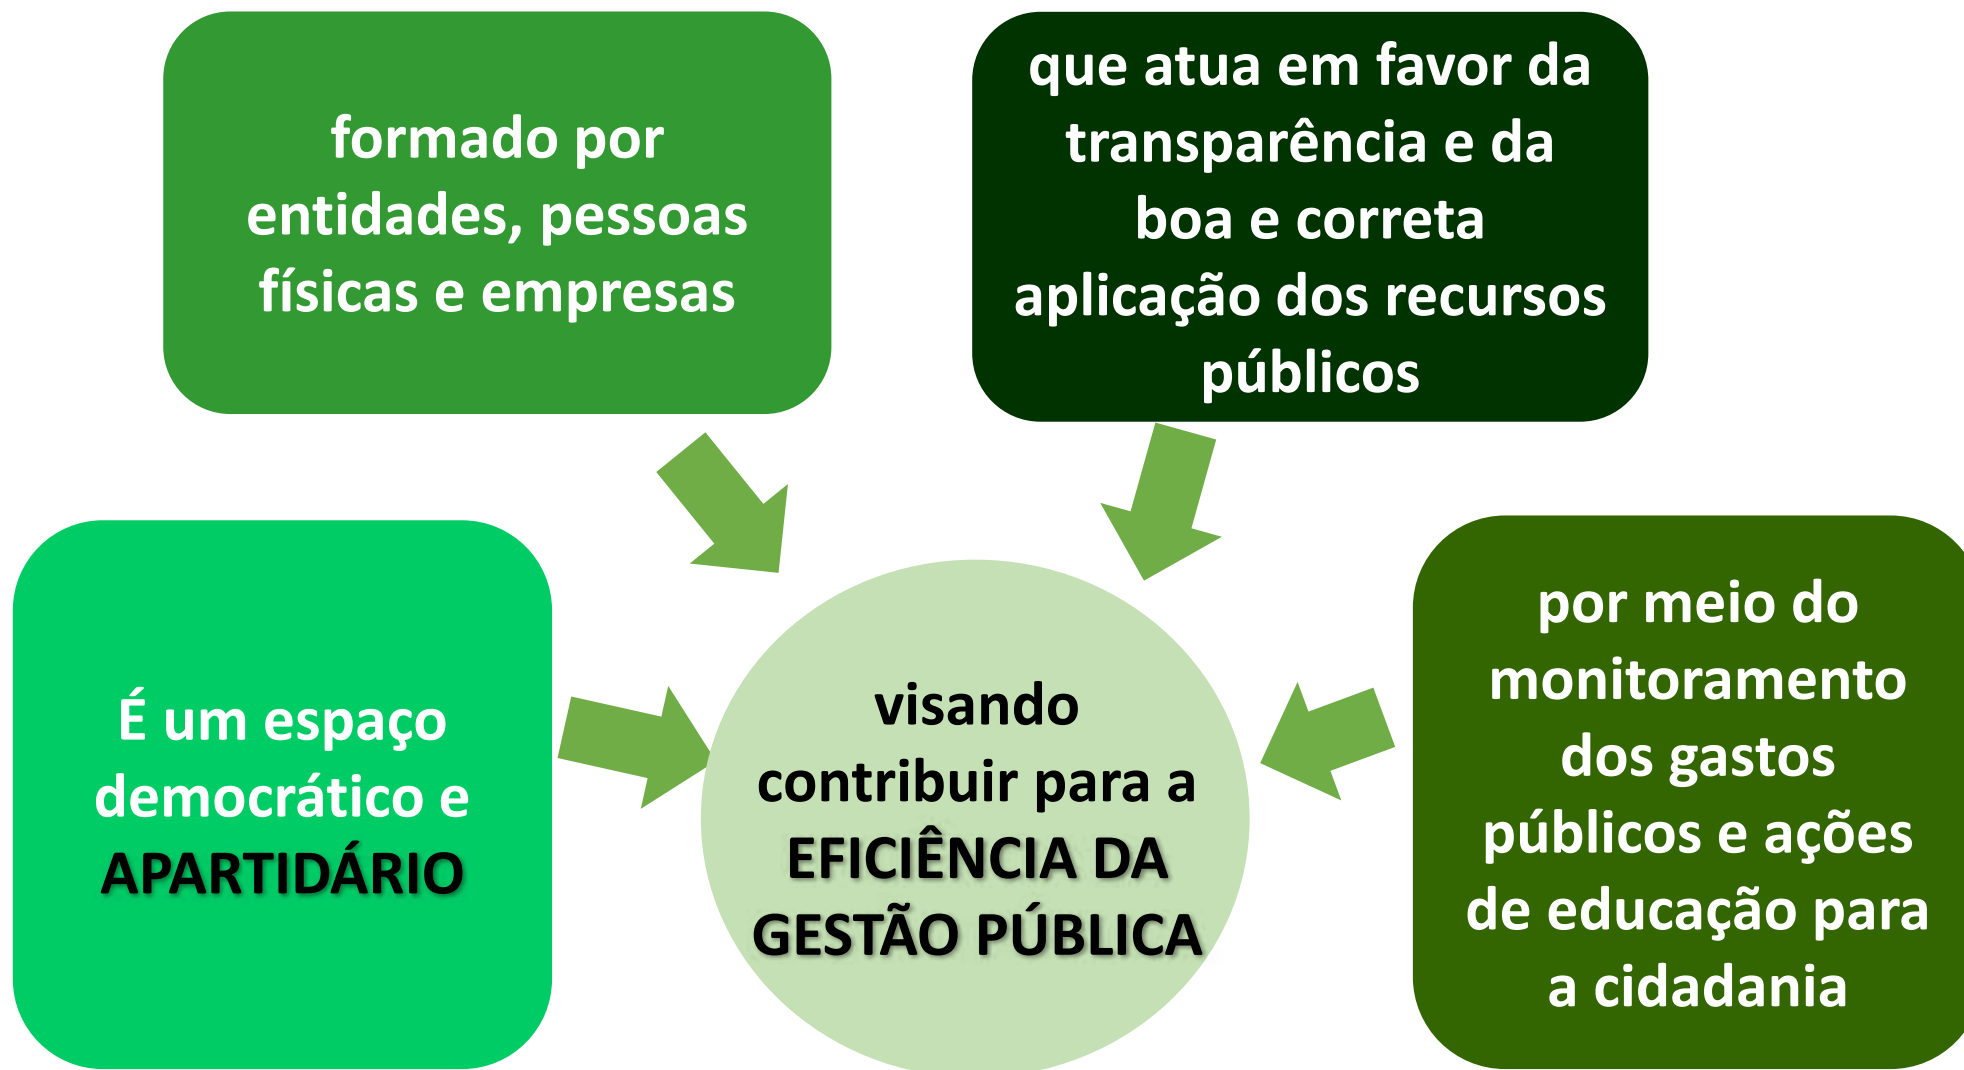 formado por
entidades, pessoas
físicas e empresas
que atua em favor da
transparência e da
boa e correta
aplicação dos recursos
públicos
É um espaço
democrático e
APARTIDÁRIO
visando
contribuir para a
EFICIÊNCIA DA
GESTÃO PÚBLICA
por meio do
monitoramento
dos gastos
públicos e ações
de educação para
a cidadania